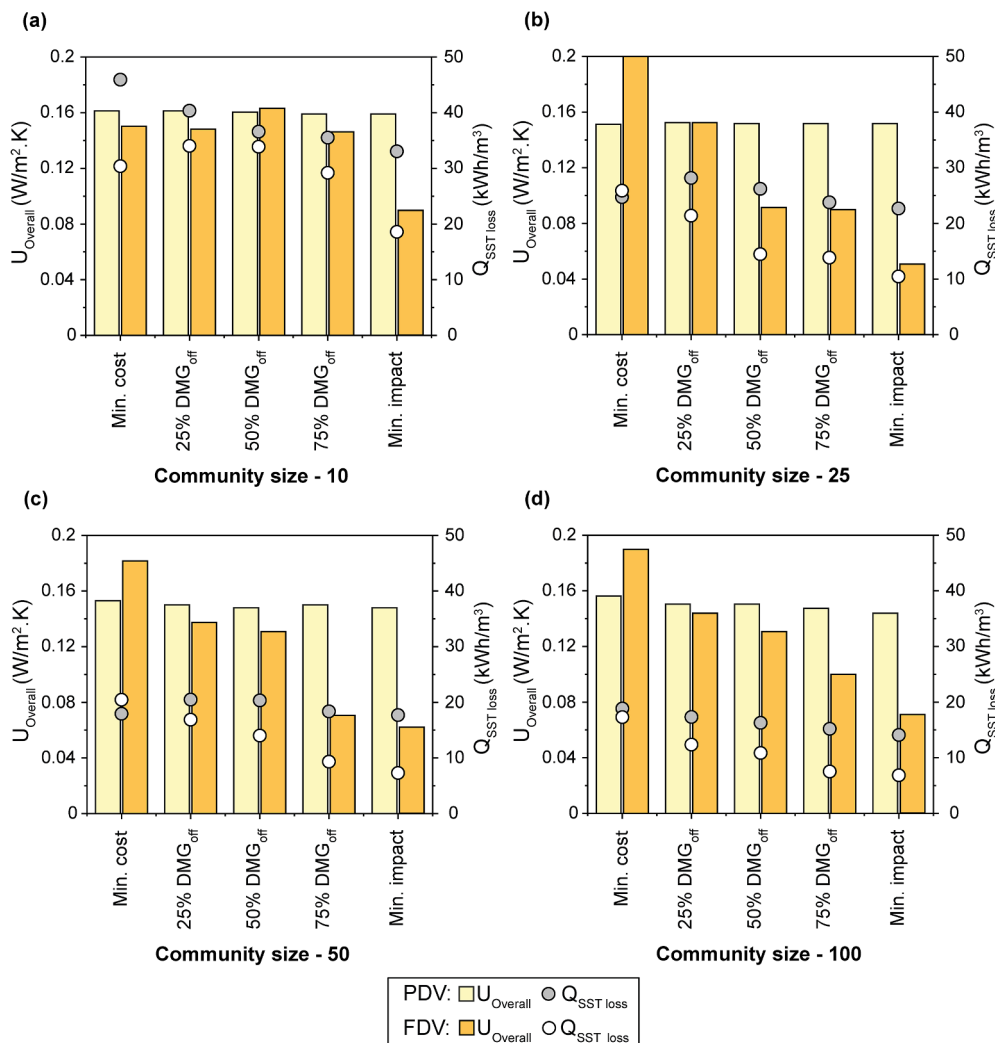 (a)
U_Overall (W/m².K)
0.2
0.16
0.12
0.08
0.04
0
50
40
30
20
10
0
Q_SST loss (kWh/m³)
Min. cost
25% DMG_off
50% DMG_off
75% DMG_off
Min. impact
Community size - 10
(b)
U_Overall (W/m².K)
0.2
0.16
0.12
0.08
0.04
0
50
40
30
20
10
0
Q_SST loss (kWh/m³)
Min. cost
25% DMG_off
50% DMG_off
75% DMG_off
Min. impact
Community size - 25
(c)
U_Overall (W/m².K)
0.2
0.16
0.12
0.08
0.04
0
50
40
30
20
10
0
Q_SST loss (kWh/m³)
Min. cost
25% DMG_off
50% DMG_off
75% DMG_off
Min. impact
Community size - 50
(d)
U_Overall (W/m².K)
0.2
0.16
0.12
0.08
0.04
0
50
40
30
20
10
0
Q_SST loss (kWh/m³)
Min. cost
25% DMG_off
50% DMG_off
75% DMG_off
Min. impact
Community size - 100
PDV: U_Overall Q_SST loss
FDV: U_Overall Q_SST loss